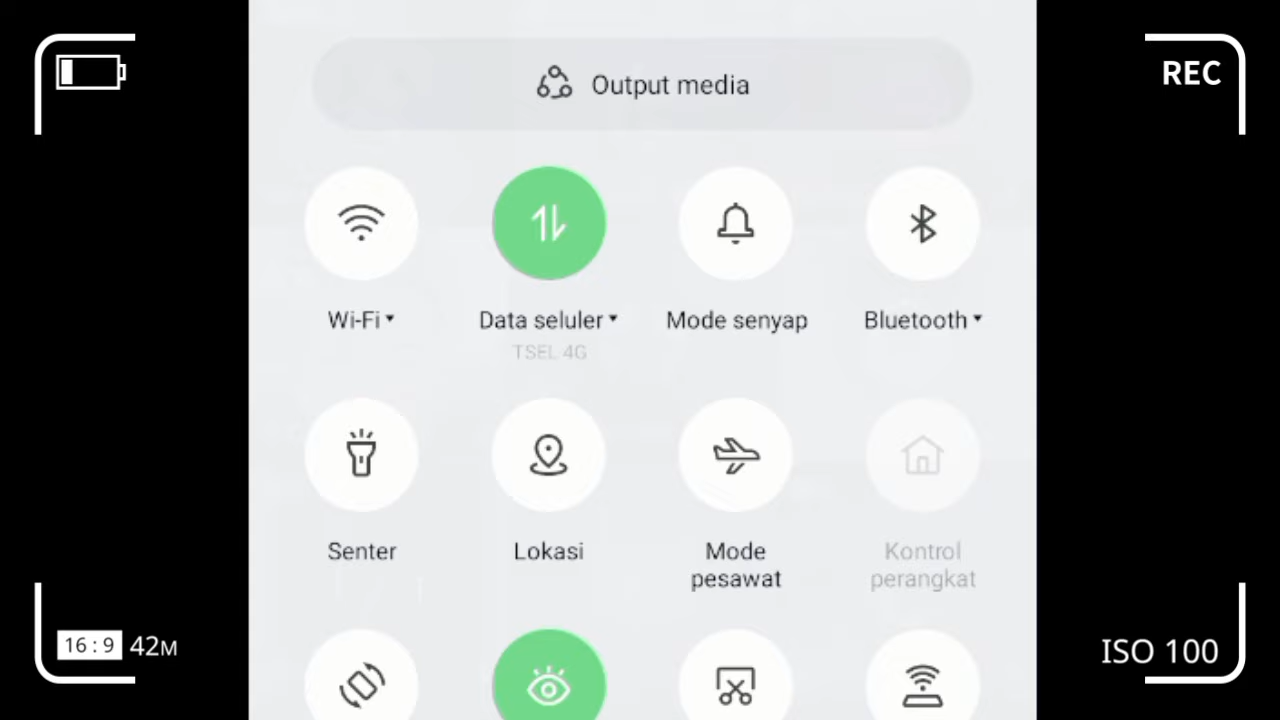 REC
Output media
Wi-Fi
Data seluler
Mode senyap
Bluetooth
TSEL 4G
Senter
Lokasi
Mode
pesawat
Kontrol
perangkat
16:9 42M
ISO 100